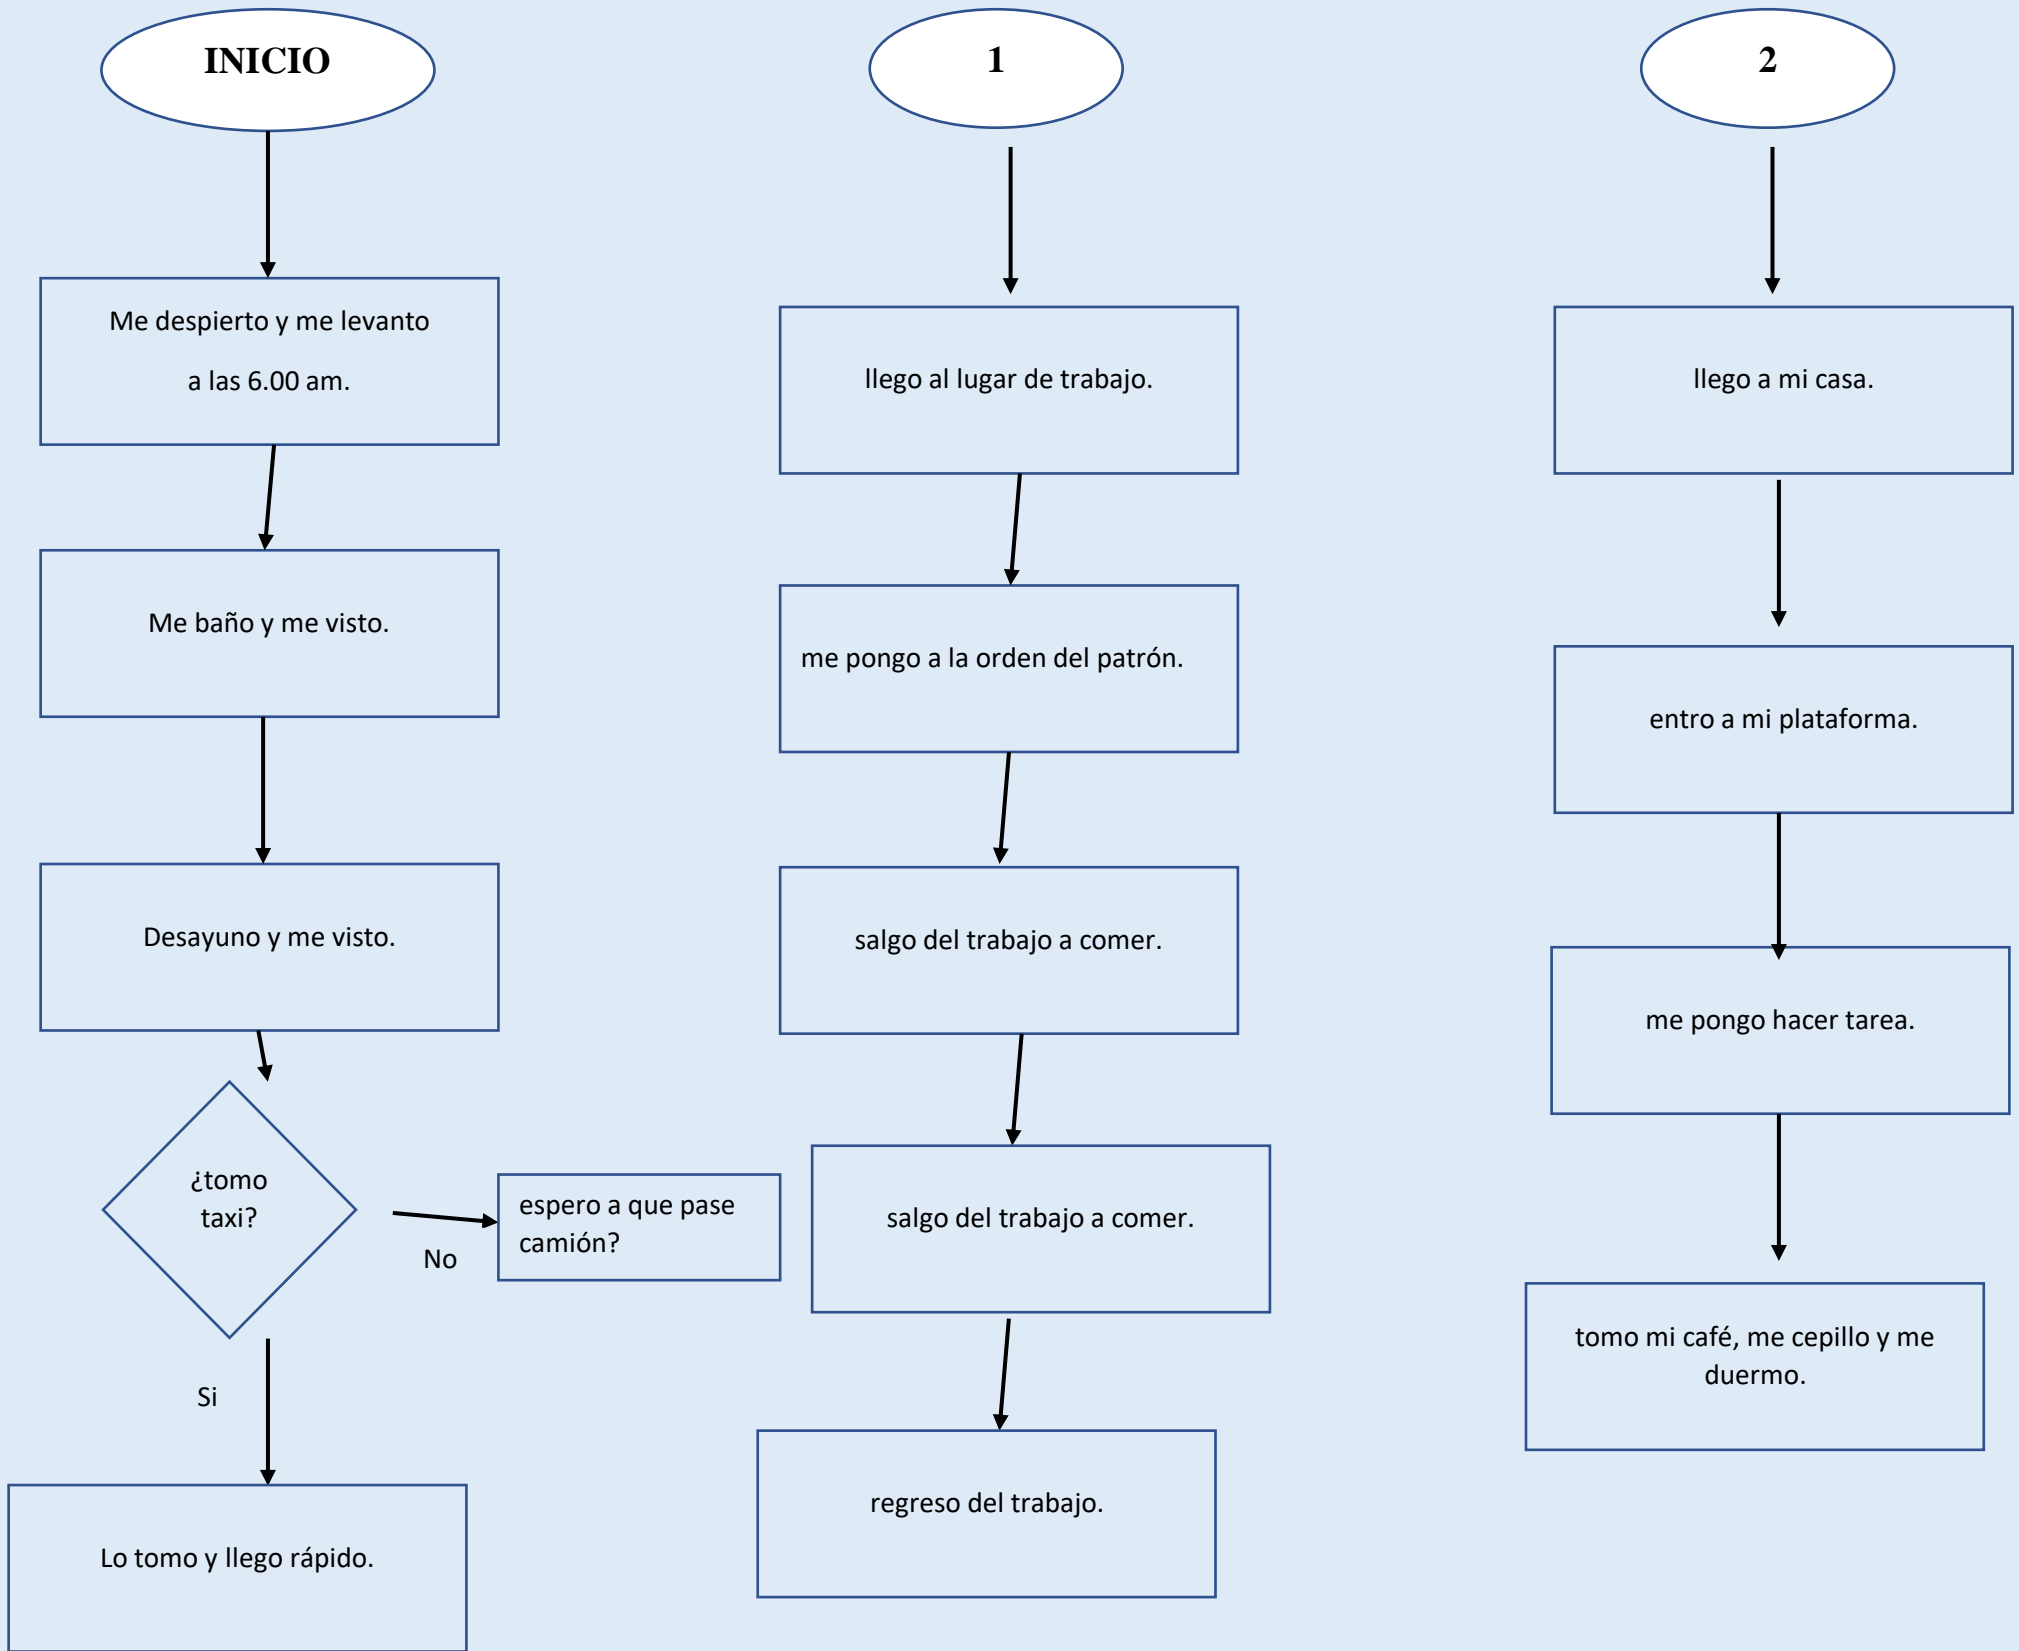 INICIO
Me despierto y me levanto
a las 6.00 am.
Me baño y me visto.
Desayuno y me visto.
¿tomo
taxi?
No
espero a que pase
camión?
Si
Lo tomo y llego rápido.
1
llego al lugar de trabajo.
me pongo a la orden del patrón.
salgo del trabajo a comer.
salgo del trabajo a comer.
regreso del trabajo.
2
llego a mi casa.
entro a mi plataforma.
me pongo hacer tarea.
tomo mi café, me cepillo y me
duermo.